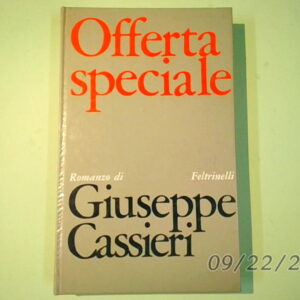 Offerta
speciale
Romanzo di Feltrinelli
Giuseppe
Cassieri
09/22/2